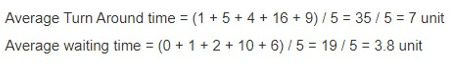 Average Turn Around time = (1 + 5 + 4 + 16 + 9) / 5 = 35 / 5 = 7 unit
Average waiting time = (0 + 1 + 2 + 10 + 6) / 5 = 19 / 5 = 3.8 unit